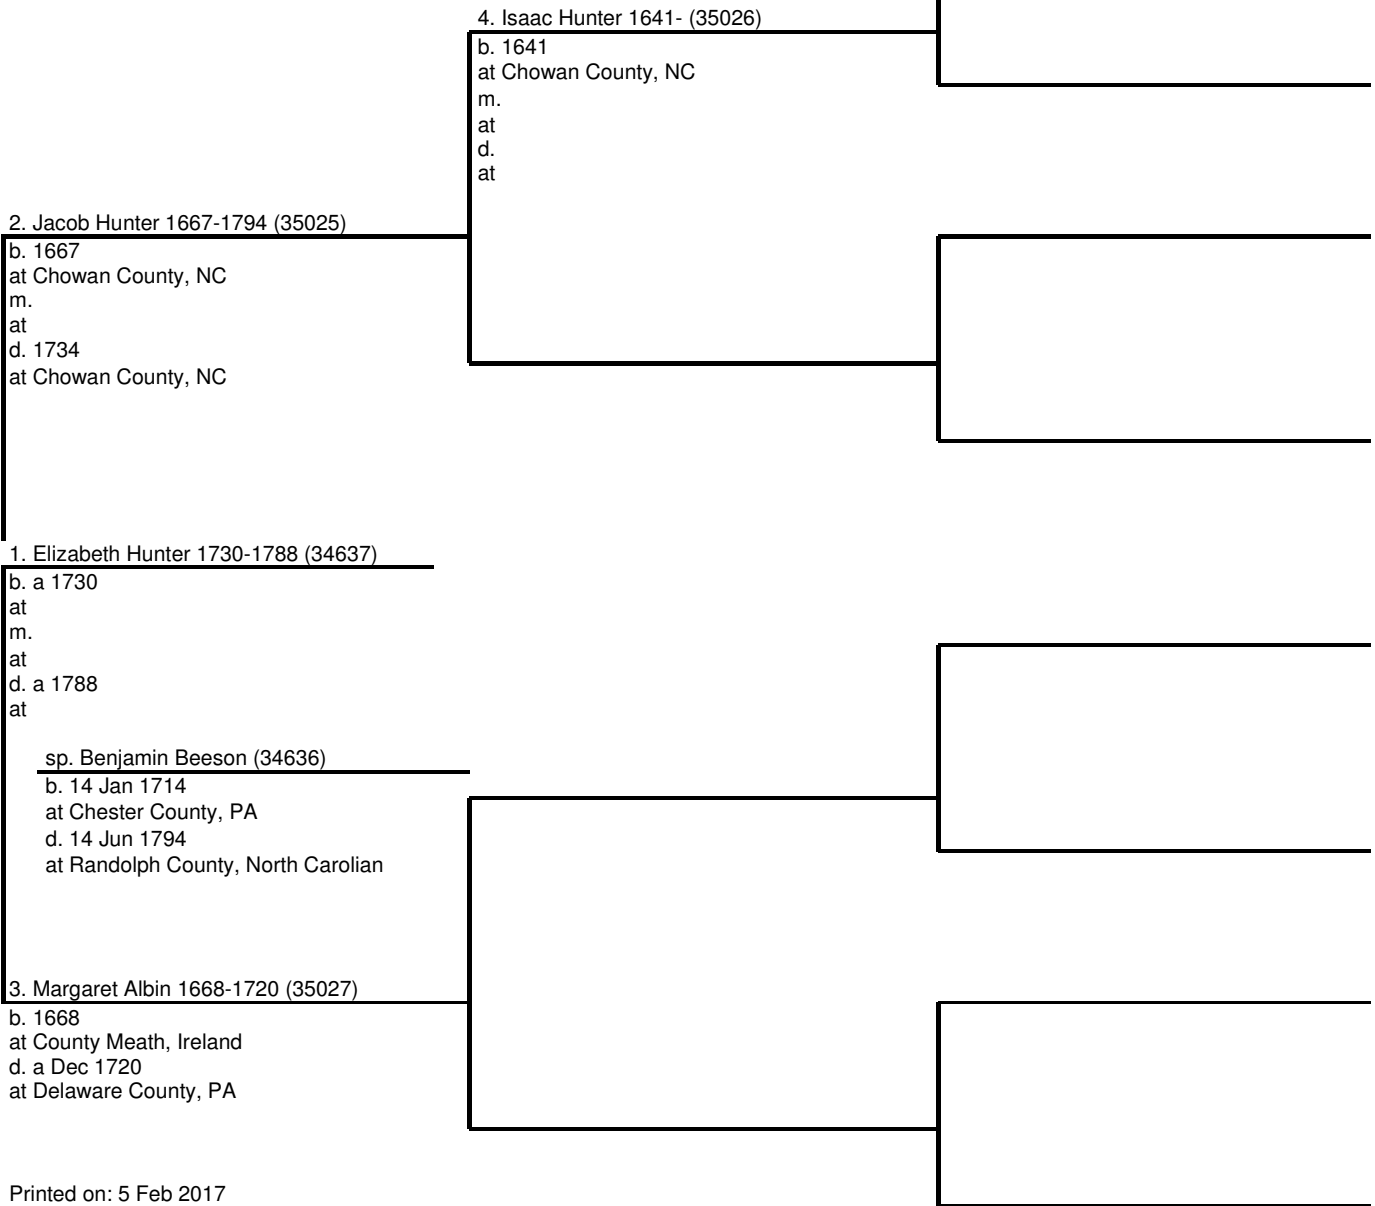 4. Isaac Hunter 1641- (35026)
b. 1641
at Chowan County, NC
m.
at
d.
at
2. Jacob Hunter 1667-1794 (35025)
b. 1667
at Chowan County, NC
m.
at
d. 1734
at Chowan County, NC
1. Elizabeth Hunter 1730-1788 (34637)
b. a 1730
at
m.
at
d. a 1788
at
sp. Benjamin Beeson (34636)
b. 14 Jan 1714
at Chester County, PA
d. 14 Jun 1794
at Randolph County, North Carolian
3. Margaret Albin 1668-1720 (35027)
b. 1668
at County Meath, Ireland
d. a Dec 1720
at Delaware County, PA
Printed on: 5 Feb 2017